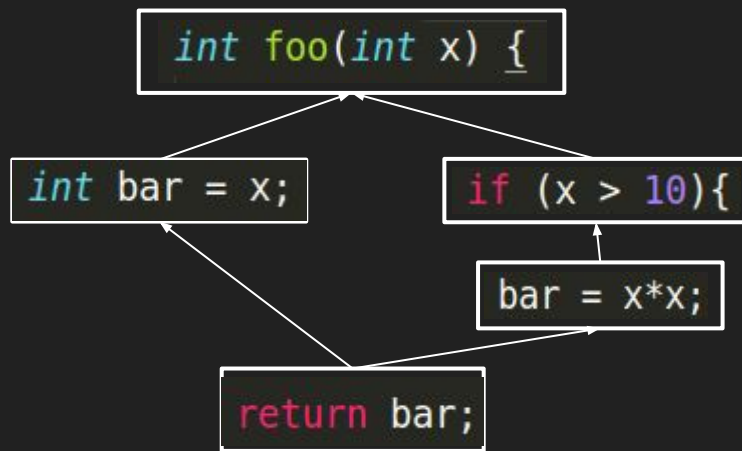 int foo(int x) {
int bar = x;
if (x > 10){
bar = x*x;
return bar;